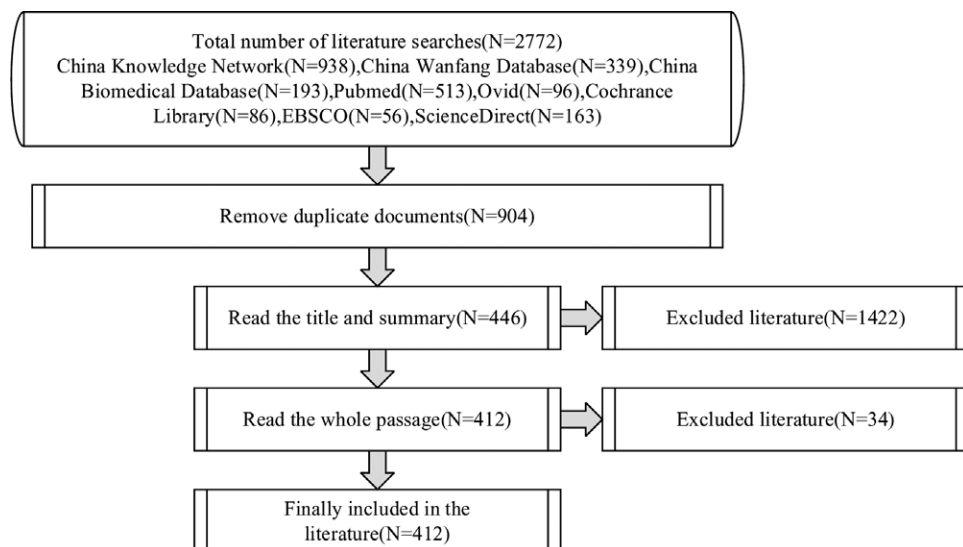 Total number of literature searches(N=2772)
China Knowledge Network(N=938),China Wanfang Database(N=339),China
Biomedical Database(N=193),Pubmed(N=513),Ovid(N=96),Cochrance
Library(N=86),EBSCO(N=56),ScienceDirect(N=163)
Remove duplicate documents(N=904)
Read the title and summary(N=446)
Excluded literature(N=1422)
Read the whole passage(N=412)
Excluded literature(N=34)
Finally included in the
literature(N=412)